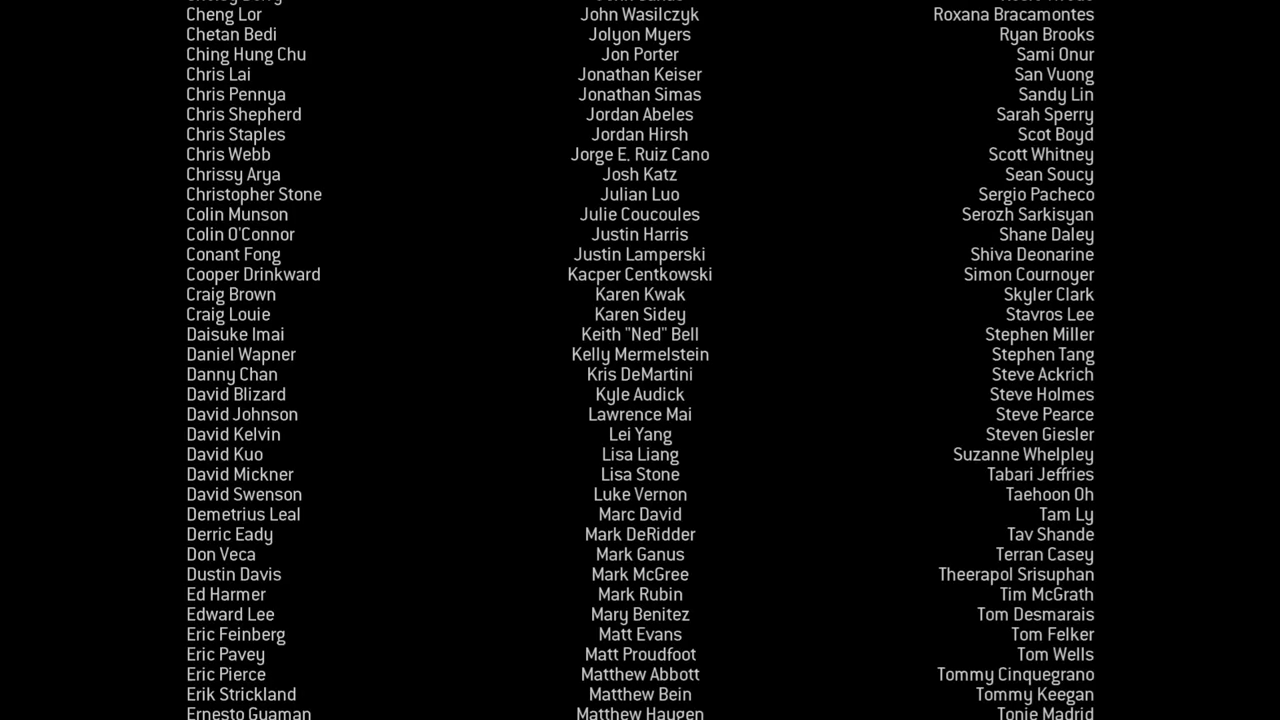 Cheng Lor
Chetan Bedi
Ching Hung Chu
Chris Lai
Chris Pennya
Chris Shepherd
Chris Staples
Chris Webb
Chrissy Arya
Christopher Stone
Colin Munson
Colin O'Connor
Conant Fong
Cooper Drinkward
Craig Brown
Craig Louie
Daisuke Imai
Daniel Wapner
Danny Chan
David Blizard
David Johnson
David Kelvin
David Kuo
David Mickner
David Swenson
Demetrius Leal
Derric Eady
Don Veca
Dustin Davis
Ed Harmer
Edward Lee
Eric Feinberg
Eric Pavey
Eric Pierce
Erik Strickland
Ernesto Guaman
John Wasilczyk
Jolyon Myers
Jon Porter
Jonathan Keiser
Jonathan Simas
Jordan Abeles
Jordan Hirsh
Jorge E. Ruiz Cano
Josh Katz
Julian Luo
Julie Coucoules
Justin Harris
Justin Lamperski
Kacper Centkowski
Karen Kwak
Karen Sidey
Keith "Ned" Bell
Kelly Mermelstein
Kris DeMartini
Kyle Audick
Lawrence Mai
Lei Yang
Lisa Liang
Lisa Stone
Luke Vernon
Marc David
Mark DeRidder
Mark Ganus
Mark McGree
Mark Rubin
Mary Benitez
Matt Evans
Matt Proudfoot
Matthew Abbott
Matthew Bein
Matthew Haugen
Roxana Bracamontes
Ryan Brooks
Sami Onur
San Vuong
Sandy Lin
Sarah Sperry
Scot Boyd
Scott Whitney
Sean Soucy
Sergio Pacheco
Serozh Sarkisyan
Shane Daley
Shiva Deonarine
Simon Cournoyer
Skyler Clark
Stavros Lee
Stephen Miller
Stephen Tang
Steve Ackrich
Steve Holmes
Steve Pearce
Steven Giesler
Suzanne Whelpley
Tabari Jeffries
Taehoon Oh
Tam Ly
Tav Shande
Terran Casey
Theerapol Srisuphan
Tim McGrath
Tom Desmarais
Tom Felker
Tom Wells
Tommy Cinquegrano
Tommy Keegan
Tonie Madrid